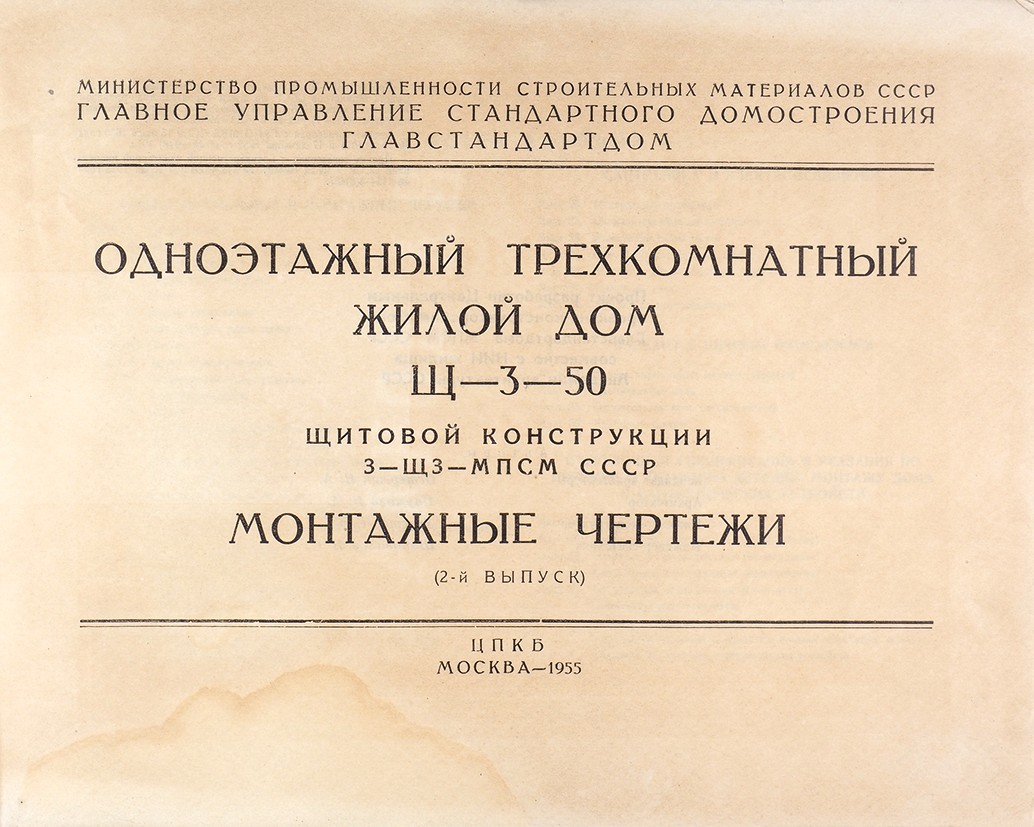 МИНИСТЕРСТВО ПРОМЫШЛЕННОСТИ СТРОИТЕЛЬНЫХ МАТЕРИАЛОВ СССР
ГЛАВНОЕ УПРАВЛЕНИЕ СТАНДАРТНОГО ДОМОСТРОЕНИЯ
ГЛАВСТАНДАРТДОМ
ОДНОЭТАЖНЫЙ ТРЕХКОМНАТНЫЙ
ЖИЛОЙ ДОМ
Щ—3—50
ЩИТОВОЙ КОНСТРУКЦИИ
3—ЩЗ—МПСМ СССР
МОНТАЖНЫЕ ЧЕРТЕЖИ
(2-й ВЫПУСК)
ЦПКБ
МОСКВА—1955